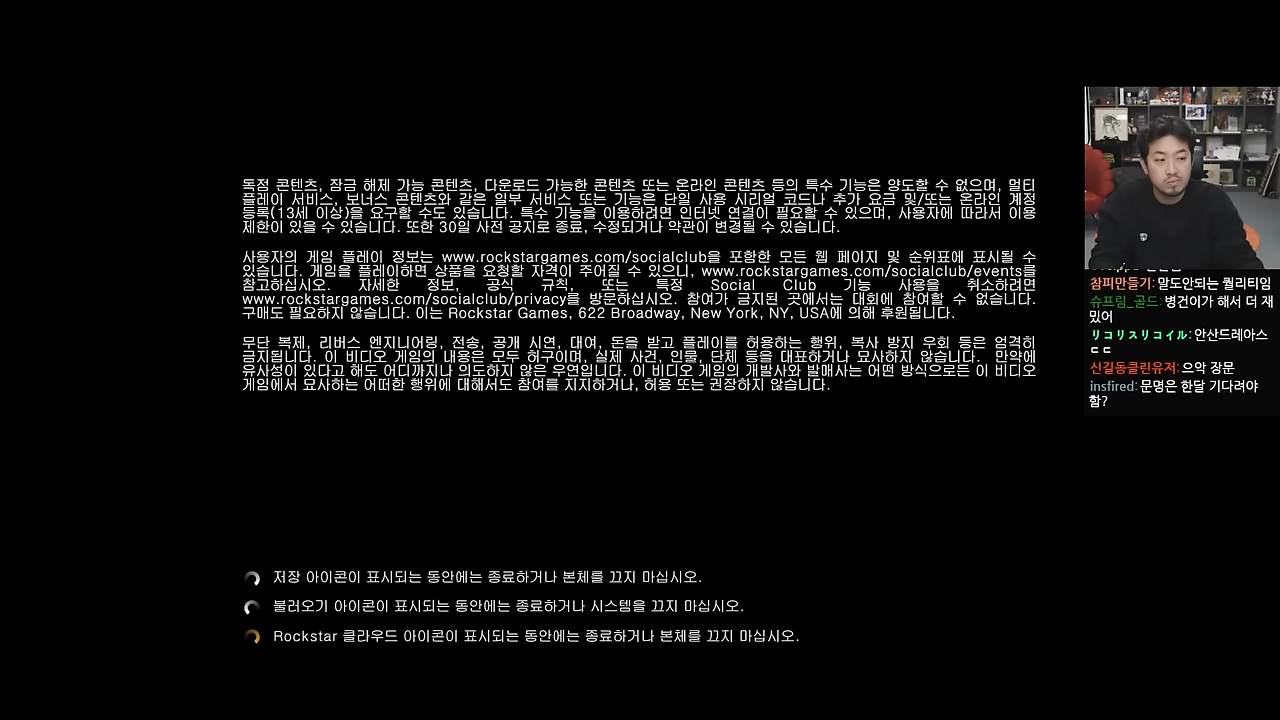 독점 콘텐츠, 잠금 해제 가능 콘텐츠, 다운로드 가능한 콘텐츠 또는 온라인 콘텐츠 등의 특수 기능은 양도할 수 없으며, 멀티
플레이 서비스, 보너스 콘텐츠와 같은 일부 서비스 또는 기능은 단일 사용 시리얼 코드나 추가 요금 및/또는 온라인 계정
등록(13세 이상)을 요구할 수도 있습니다. 특수 기능을 이용하려면 인터넷 연결이 필요할 수 있으며, 사용자에 따라서 이용
제한이 있을 수 있습니다. 또한 30일 사전 공지로 종료, 수정되거나 약관이 변경될 수 있습니다.
사용자의 게임 플레이 정보는 www.rockstargames.com/socialclub을 포함한 모든 웹 페이지 및 순위표에 표시될 수
있습니다. 게임을 플레이하면 상품을 요청할 자격이 주어질 수 있으니, www.rockstargames.com/socialclub/events를
참고하십시오. 자세한 정보, 공식 규칙, 또는 특정 Social Club 기능 사용을 취소하려면
www.rockstargames.com/socialclub/privacy를 방문하십시오. 참여가 금지된 곳에서는 대회에 참여할 수 없습니다.
구매도 필요하지 않습니다. 이는 Rockstar Games, 622 Broadway, New York, NY, USA에 의해 후원됩니다.
무단 복제, 리버스 엔지니어링, 전송, 공개 시연, 대여, 돈을 받고 플레이를 허용하는 행위, 복사 방지 우회 등은 엄격히
금지됩니다. 이 비디오 게임의 내용은 모두 허구이며, 실제 사건, 인물, 단체 등을 대표하거나 묘사하지 않습니다. 만약에
유사성이 있다고 해도 어디까지나 의도하지 않은 우연입니다. 이 비디오 게임의 개발사와 발매사는 어떤 방식으로든 이 비디오
게임에서 묘사하는 어떠한 행위에 대해서도 참여를 지지하거나, 허용 또는 권장하지 않습니다.
저장 아이콘이 표시되는 동안에는 종료하거나 본체를 끄지 마십시오.
불러오기 아이콘이 표시되는 동안에는 종료하거나 시스템을 끄지 마십시오.
Rockstar 클라우드 아이콘이 표시되는 동안에는 종료하거나 본체를 끄지 마십시오.
참피만들기: 말도안되는 퀄리티임
슈프림_골드: 병건이가 해서 더 재
밌어
リコリスリコイル: 안산드레아스
ㄷㄷ
신길동클린유저: 으악 장문
insfired: 문명은 한달 기다려야
함?